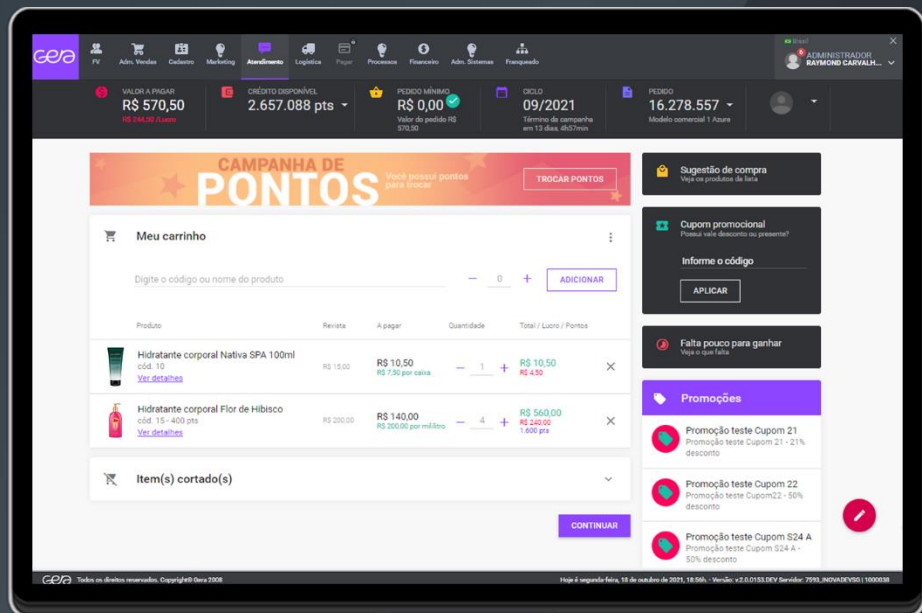 Gera
FV
Adm. Vendas
Cadastro
Marketing
Atendimento
Logística
Pagar
Processos
Financeiro
Adm. Sistemas
Franqueado
Brasil
ADMINISTRADOR
RAYMOND CARVALH...
VALOR A PAGAR
R$ 570,50
R$ 244,50 /Lucro
CRÉDITO DISPONÍVEL
2.657.088 pts
PEDIDO MÍNIMO
R$ 0,00
Valor do pedido R$
570,50
CICLO
09/2021
Término da campanha
em 13 dias, 4h57min
PEDIDO
16.278.557
Modelo comercial 1 Azure
CAMPANHA DE
PONTOS
Você possui pontos
para trocar
TROCAR PONTOS
Meu carrinho
Digite o código ou nome do produto
0
ADICIONAR
Produto
Revista
A pagar
Quantidade
Total / Lucro / Pontos
Hidratante corporal Nativa SPA 100ml
cód. 10
Ver detalhes
R$ 15,00
R$ 10,50
R$ 7,50 por caixa
1
R$ 10,50
R$ 4,50
Hidratante corporal Flor de Hibisco
cód. 15 - 400 pts
Ver detalhes
R$ 200,00
R$ 140,00
R$ 200,00 por mililitro
4
R$ 560,00
R$ 240,00
1.600 pts
Item(s) cortado(s)
CONTINUAR
Sugestão de compra
Veja os produtos da lista
Cupom promocional
Possui vale desconto ou presente?
Informe o código
APLICAR
Falta pouco para ganhar
Veja o que falta
Promoções
Promoção teste Cupom 21
Promoção teste Cupom 21 - 21%
desconto
Promoção teste Cupom 22
Promoção teste Cupom22 - 50%
desconto
Promoção teste Cupom S24 A
Promoção teste Cupom S24 A -
50% desconto
Gera Todos os direitos reservados. Copyright© Gera 2008
Hoje é segunda-feira, 18 de outubro de 2021, 18:56h. - Versão: v.2.0.0153.DEV Servidor: 7593_INOVADEVSG | 1000038